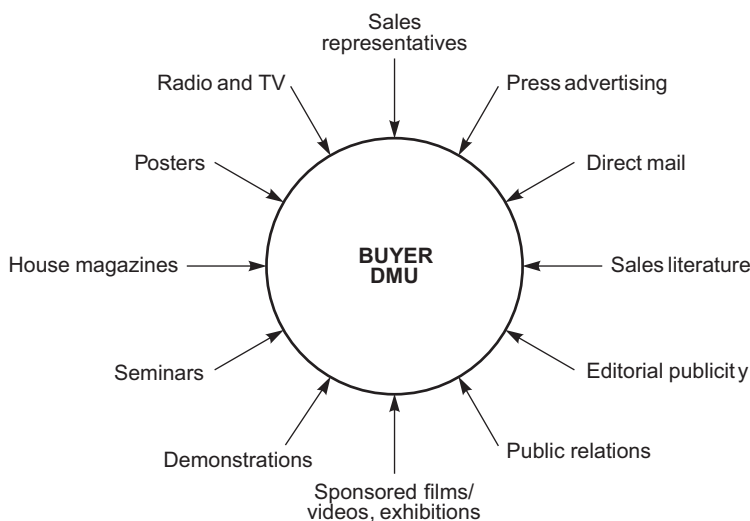 Sales
representatives
Radio and TV
Press advertising
Posters
Direct mail
BUYER
DMU
House magazines
Sales literature
Seminars
Editorial publicity
Demonstrations
Public relations
Sponsored films/
videos, exhibitions